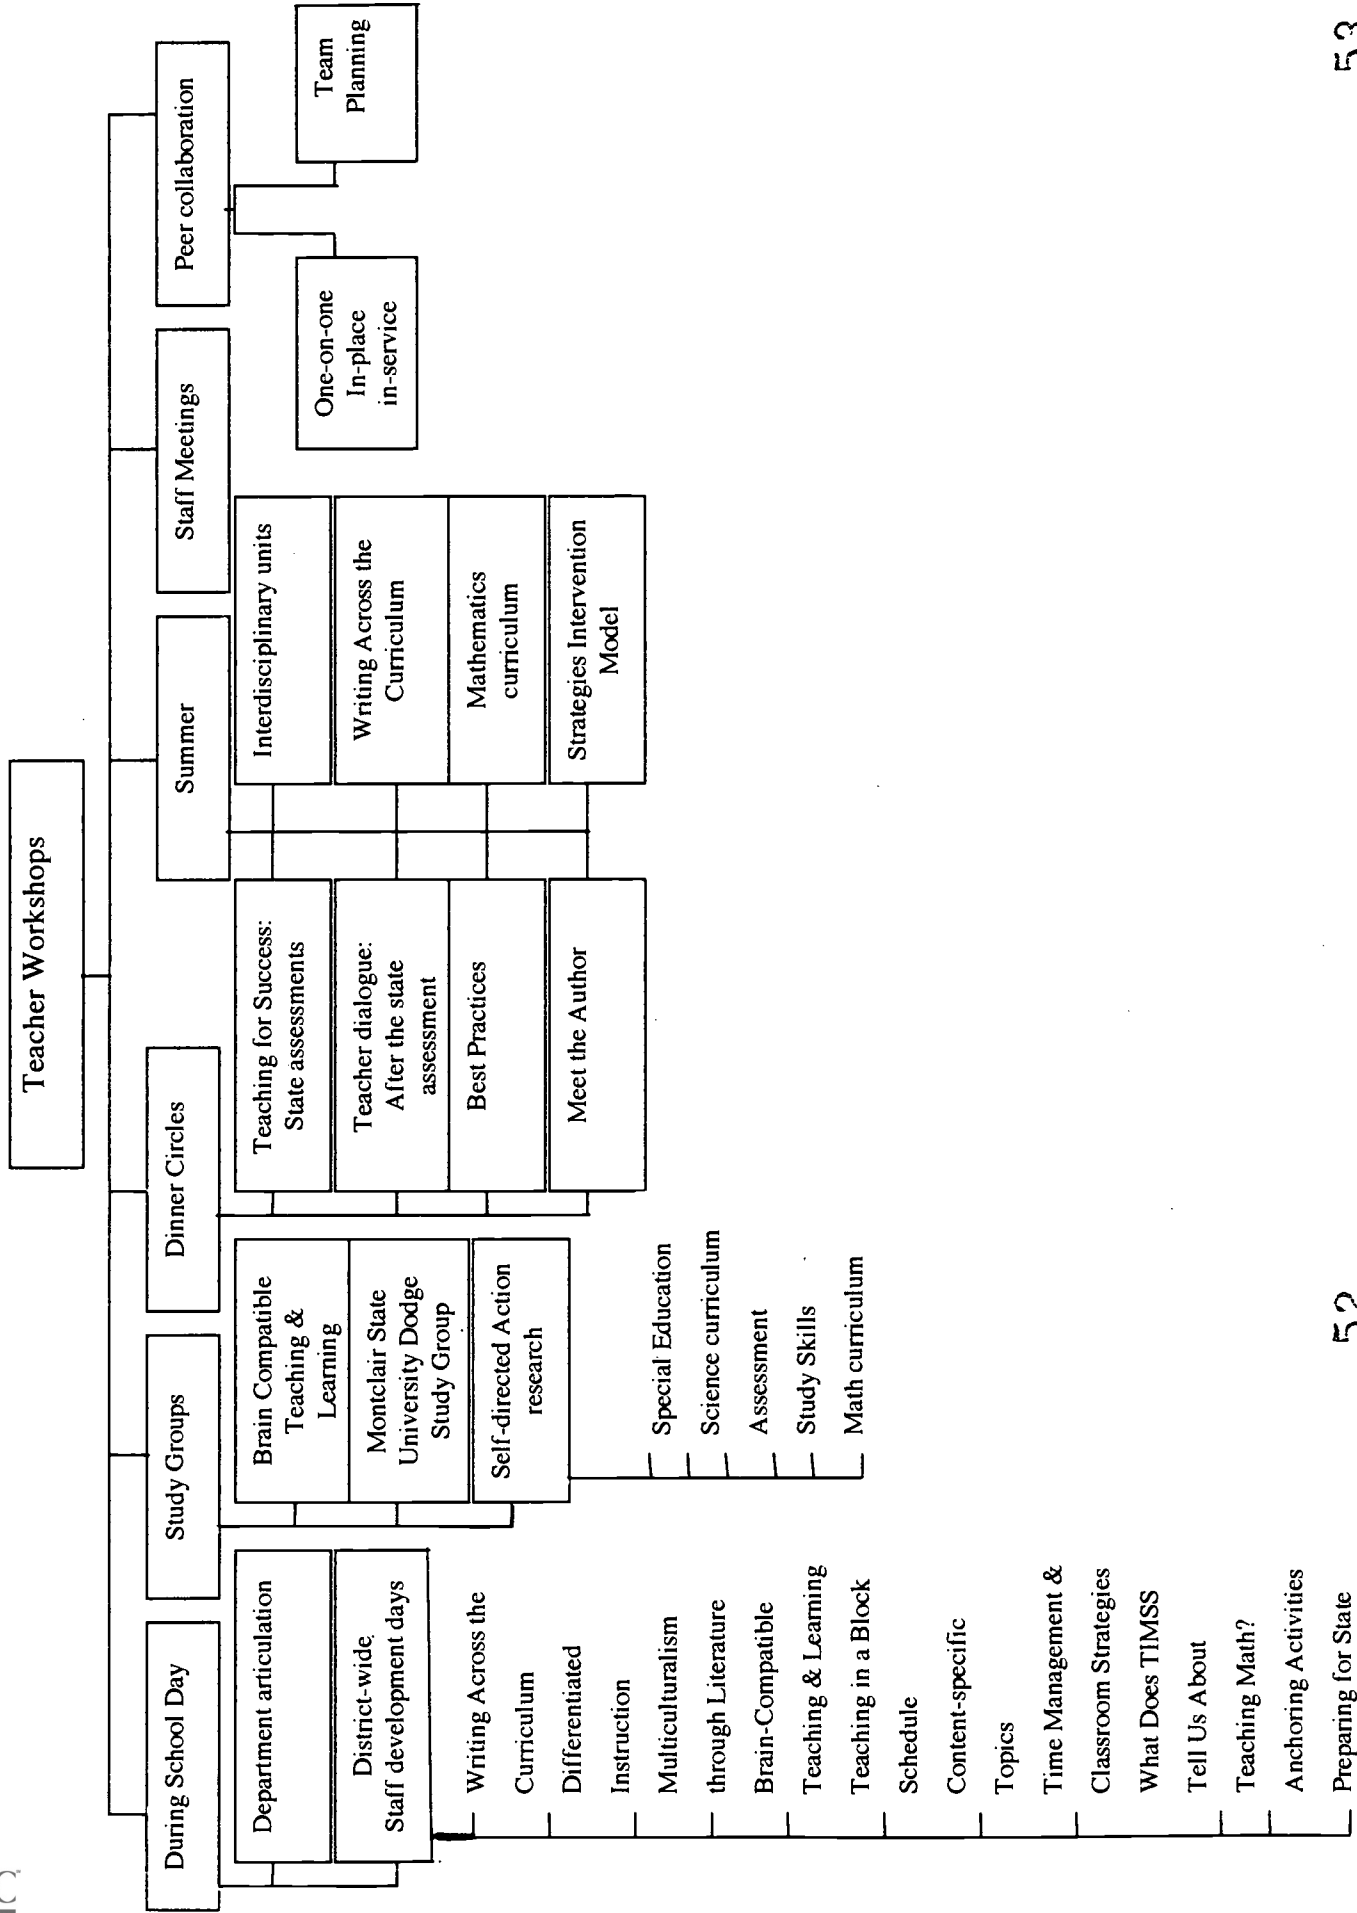 Teacher Workshops
During School Day
Study Groups
Dinner Circles
Summer
Staff Meetings
Peer collaboration
Department articulation
District-wide
Staff development days
Writing Across the
Curriculum
Differentiated
Instruction
Multiculturalism
through Literature
Brain-Compatible
Teaching & Learning
Teaching in a Block
Schedule
Content-specific
Topics
Time Management &
Classroom Strategies
What Does TIMSS
Tell Us About
Teaching Math?
Anchoring Activities
Preparing for State
Brain Compatible
Teaching &
Learning
Montclair State
University Dodge
Study Group
Self-directed Action
research
Special Education
Science curriculum
Assessment
Study Skills
Math curriculum
Teaching for Success:
State assessments
Teacher dialogue:
After the state
assessment
Best Practices
Meet the Author
Interdisciplinary units
Writing Across the
Curriculum
Mathematics
curriculum
Strategies Intervention
Model
One-on-one
In-place
in-service
Team
Planning
52
53